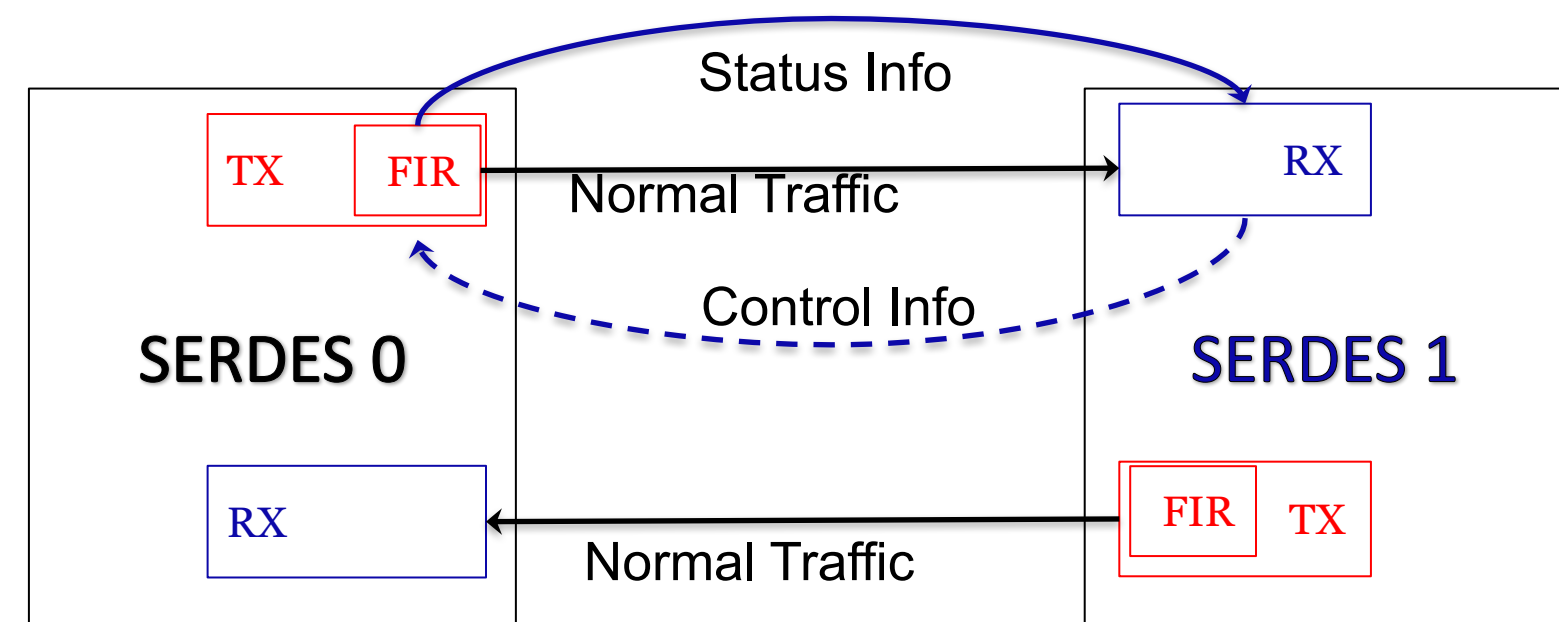 Status Info
TX FIR
RX
Normal Traffic
Control Info
SERDES 0
SERDES 1
RX
FIR TX
Normal Traffic